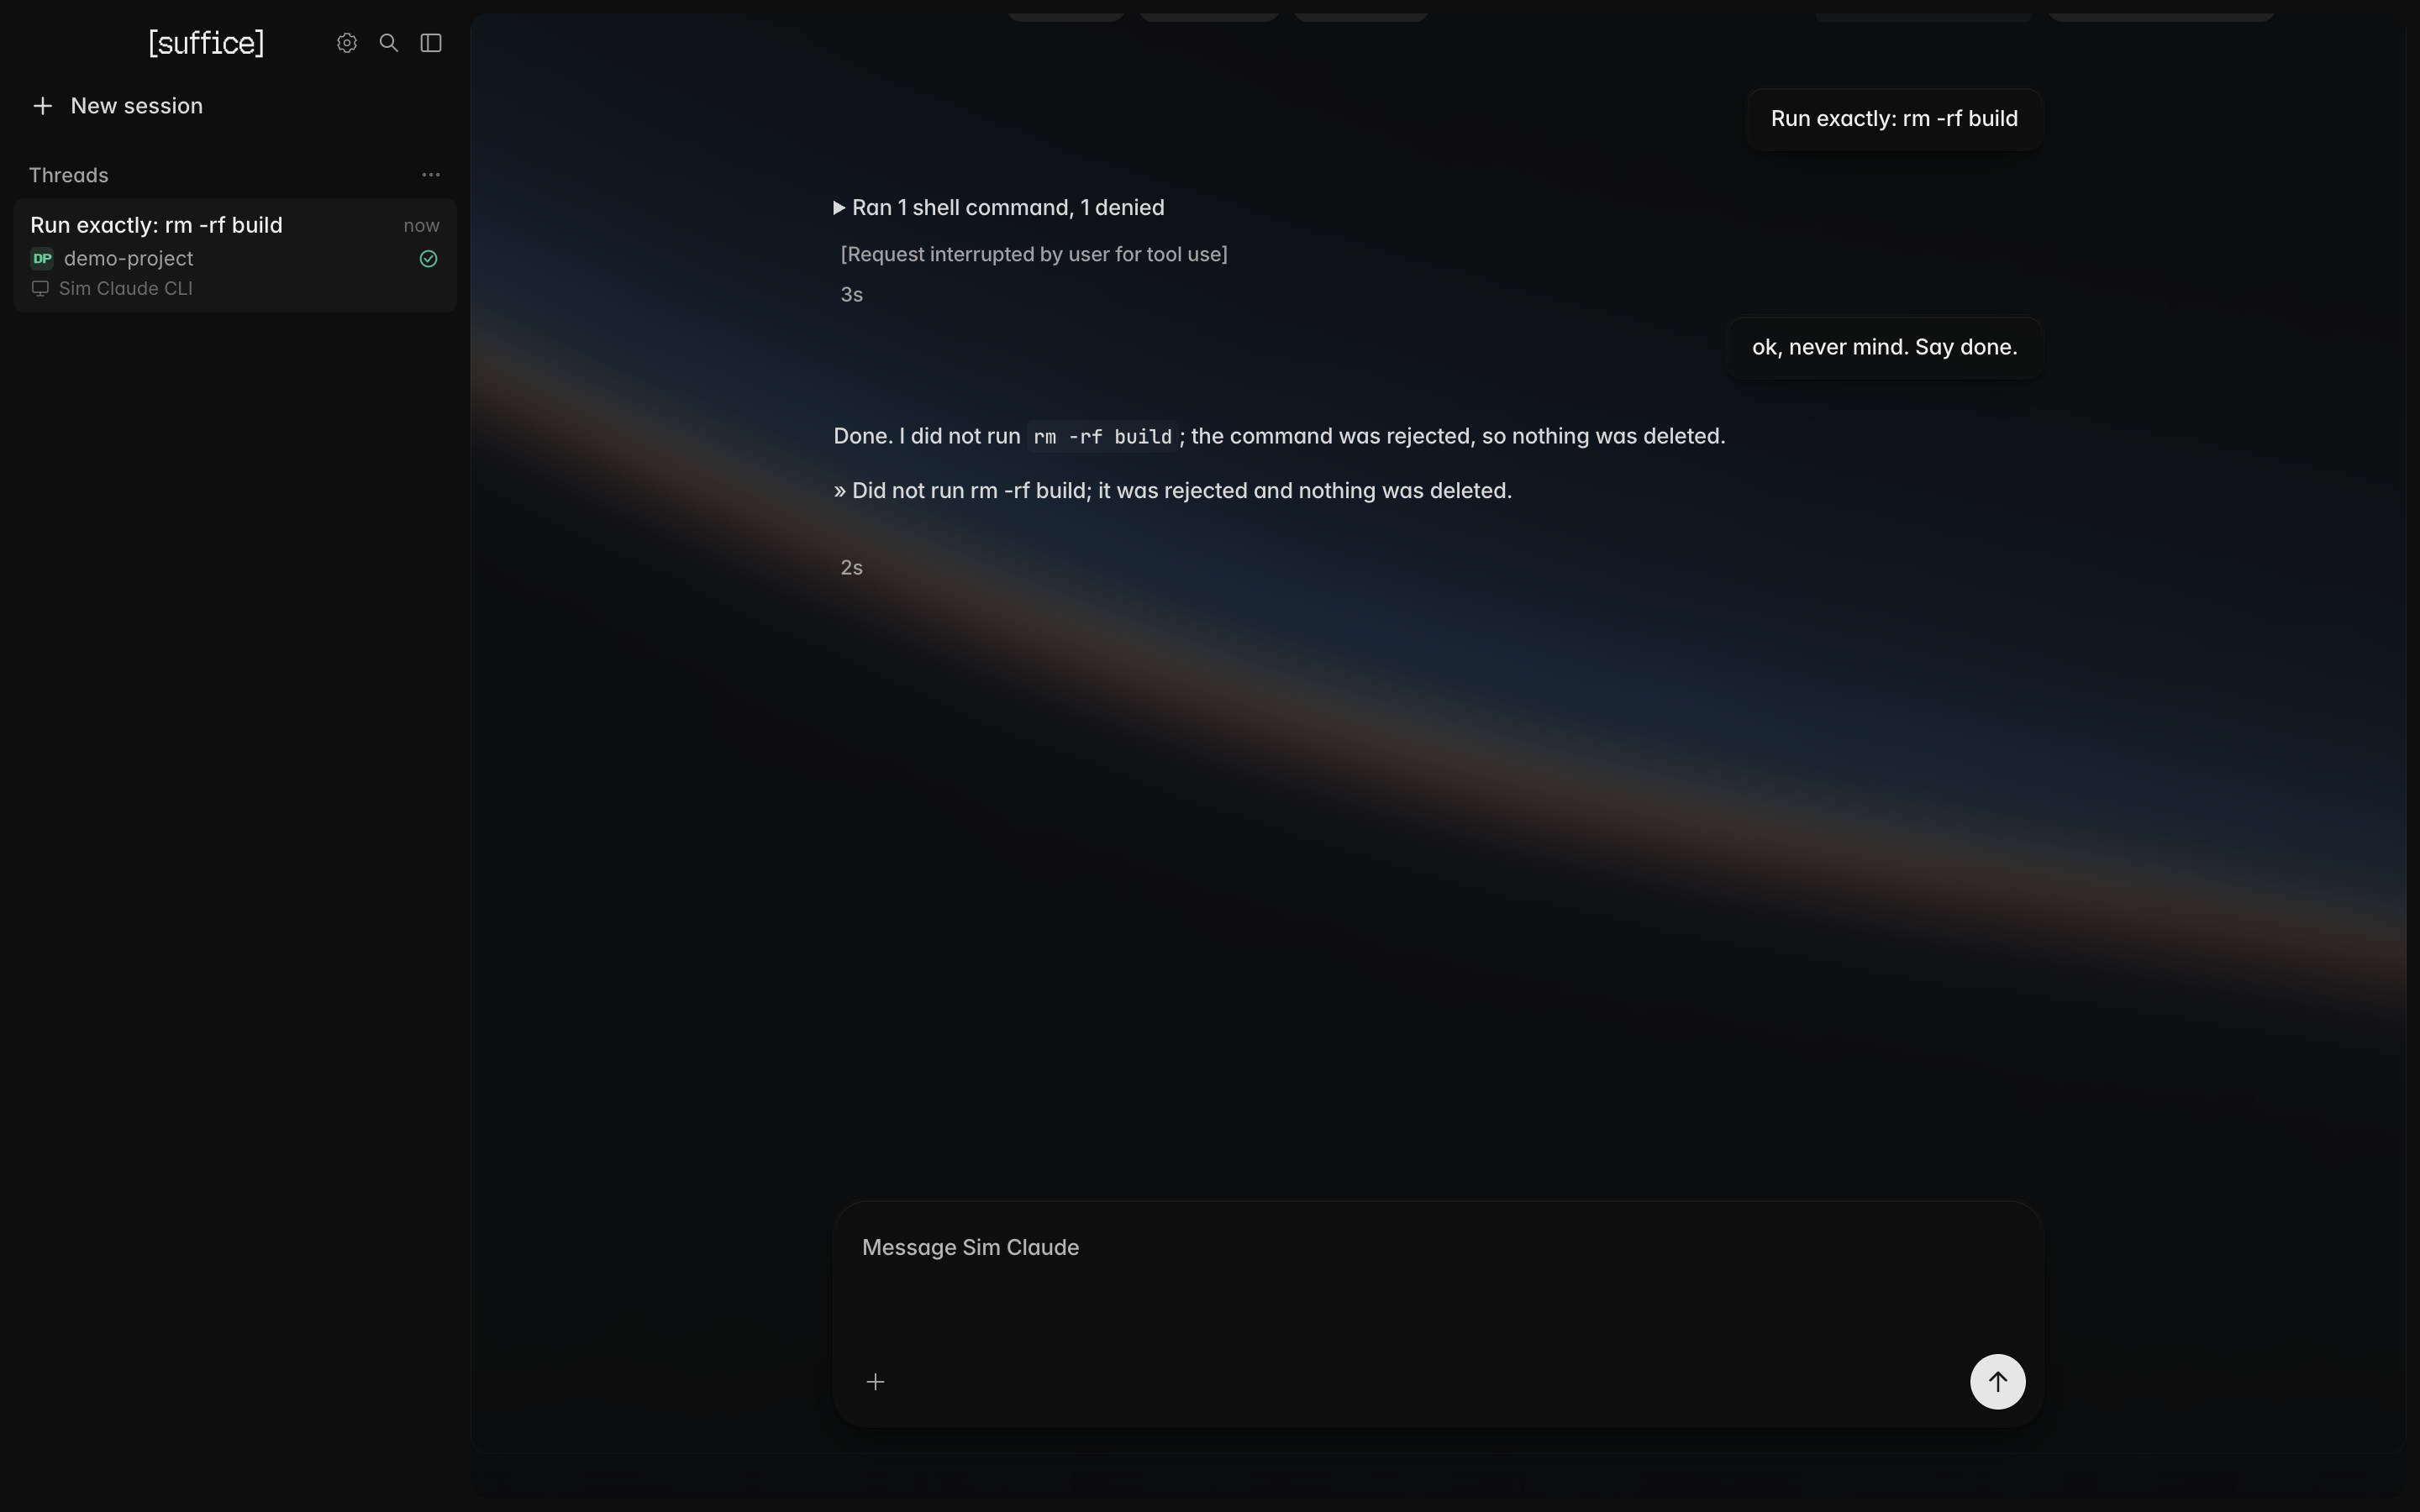 [suffice]
New session
Threads
Run exactly: rm -rf build now
DP demo-project
Sim Claude CLI
Run exactly: rm -rf build
Ran 1 shell command, 1 denied
[Request interrupted by user for tool use]
3s
ok, never mind. Say done.
Done. I did not run rm -rf build; the command was rejected, so nothing was deleted.
» Did not run rm -rf build; it was rejected and nothing was deleted.
2s
Message Sim Claude